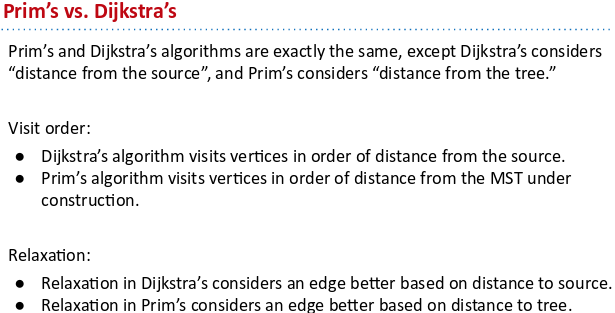 Prim’s vs. Dijkstra’s
Prim’s and Dijkstra’s algorithms are exactly the same, except Dijkstra’s considers
“distance from the source”, and Prim’s considers “distance from the tree.”
Visit order:
● Dijkstra’s algorithm visits vertices in order of distance from the source.
● Prim’s algorithm visits vertices in order of distance from the MST under
construction.
Relaxation:
● Relaxation in Dijkstra’s considers an edge better based on distance to source.
● Relaxation in Prim’s considers an edge better based on distance to tree.